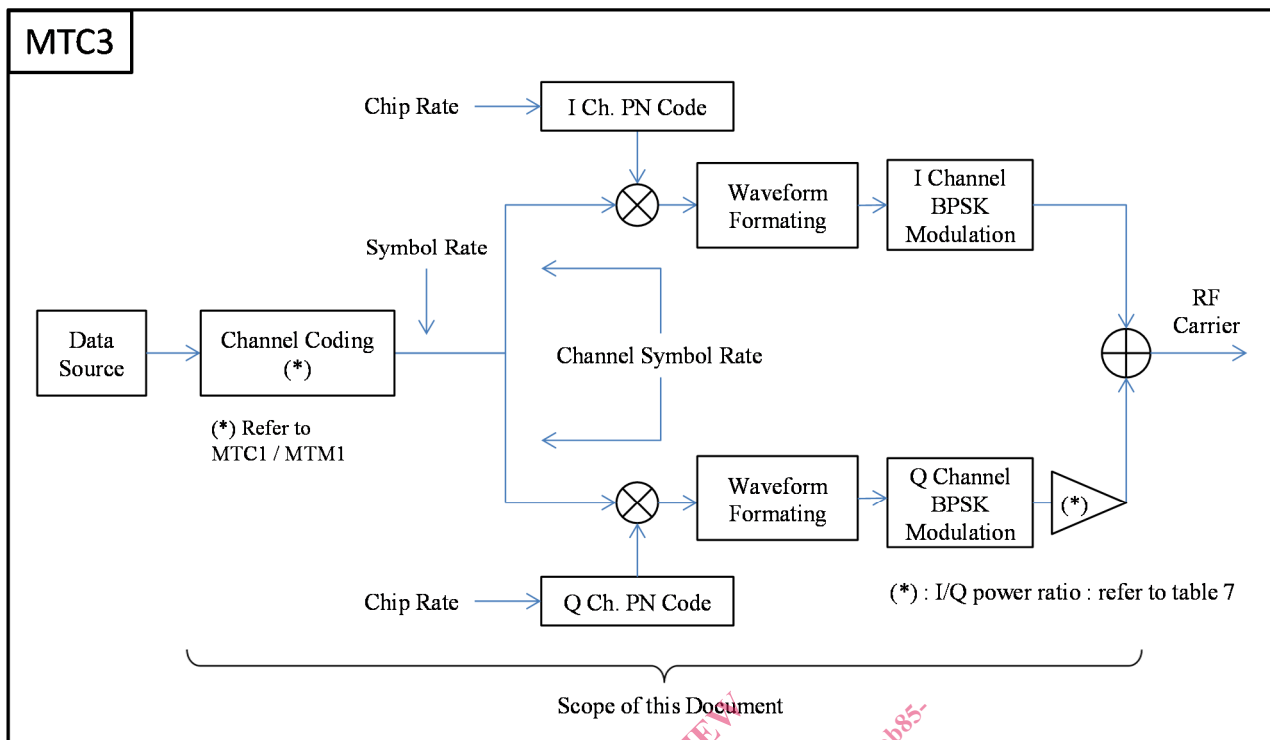 MTC3
Chip Rate
I Ch. PN Code
Waveform
Formating
I Channel
BPSK
Modulation
Symbol Rate
RF
Carrier
Data
Source
Channel Coding
(*)
Channel Symbol Rate
(*) Refer to
MTC1 / MTM1
Waveform
Formating
Q Channel
BPSK
Modulation
(*)
Chip Rate
Q Ch. PN Code
(*) : I/Q power ratio : refer to table 7
Scope of this Document